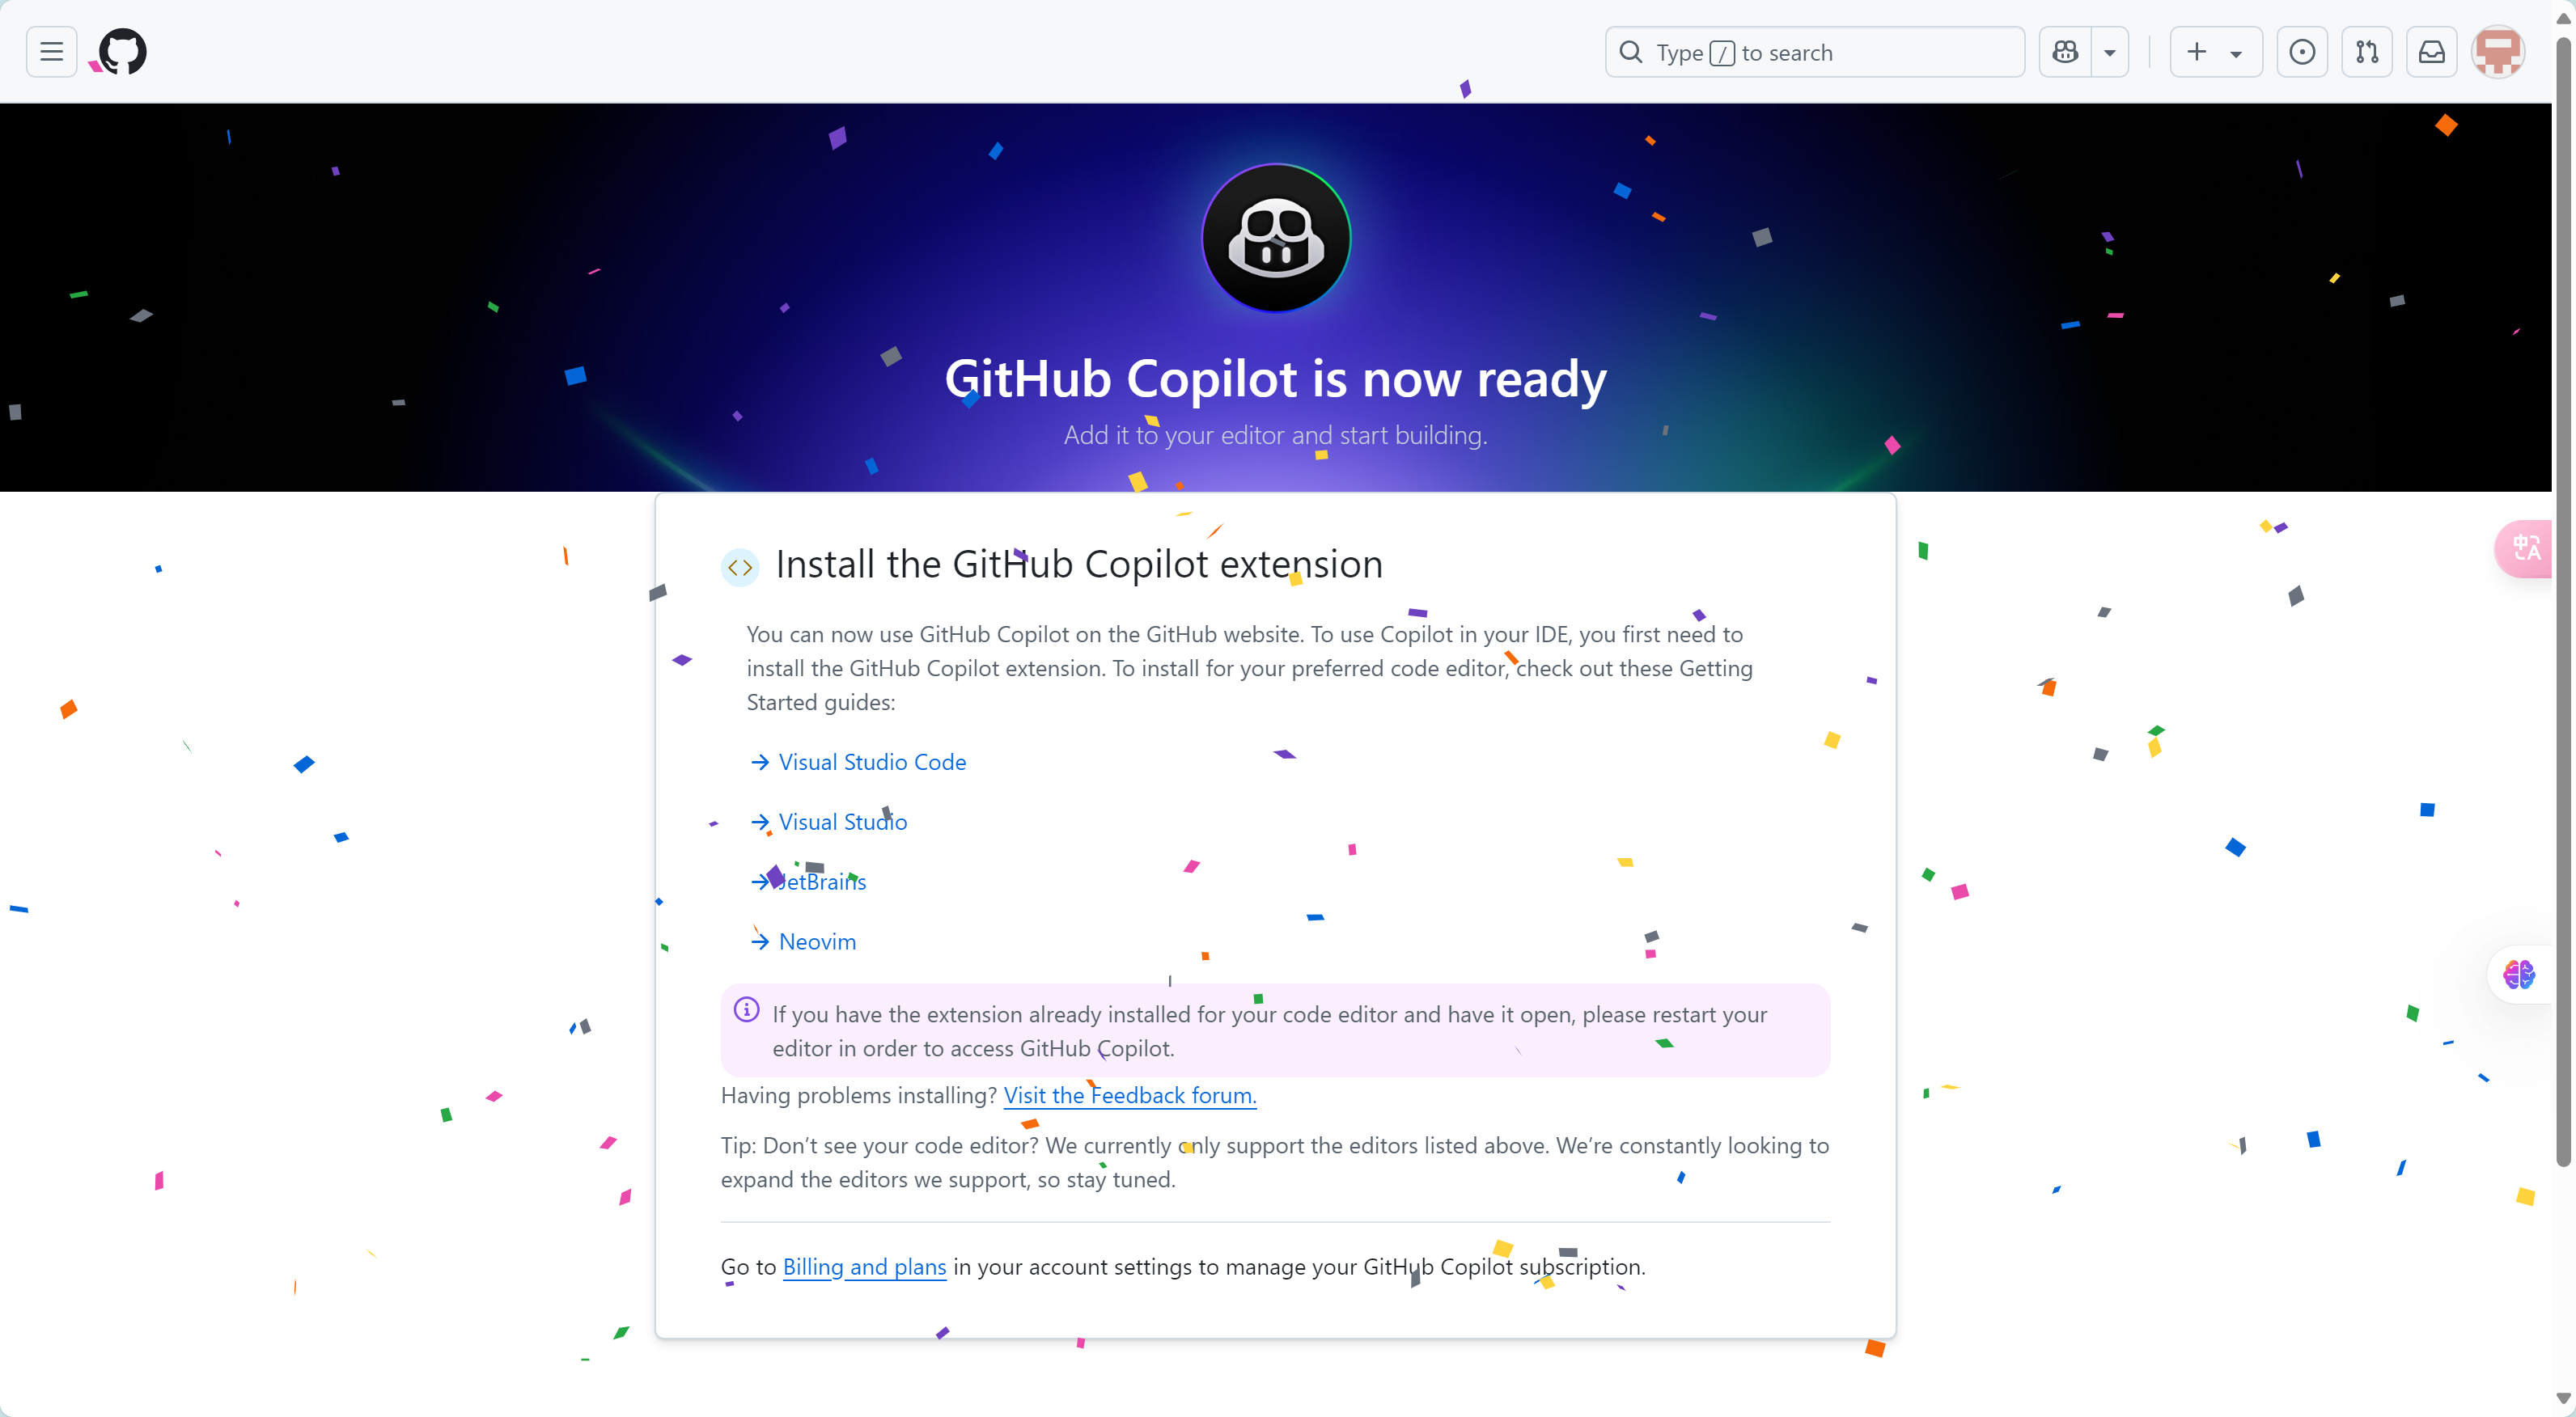 Type / to search
GitHub Copilot is now ready
Add it to your editor and start building.
Install the GitHub Copilot extension
You can now use GitHub Copilot on the GitHub website. To use Copilot in your IDE, you first need to
install the GitHub Copilot extension. To install for your preferred code editor, check out these Getting
Started guides:
Visual Studio Code
Visual Studio
JetBrains
Neovim
If you have the extension already installed for your code editor and have it open, please restart your
editor in order to access GitHub Copilot.
Having problems installing? Visit the Feedback forum.
Tip: Don’t see your code editor? We currently only support the editors listed above. We’re constantly looking to
expand the editors we support, so stay tuned.
Go to Billing and plans in your account settings to manage your GitHub Copilot subscription.
中A